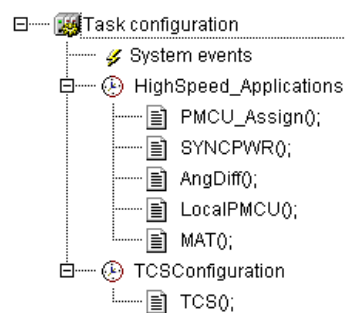 Task configuration
System events
HighSpeed_Applications
PMCU_Assign();
SYNCPWR();
AngDiff();
LocalPMCU();
MAT();
TCSConfiguration
TCS();